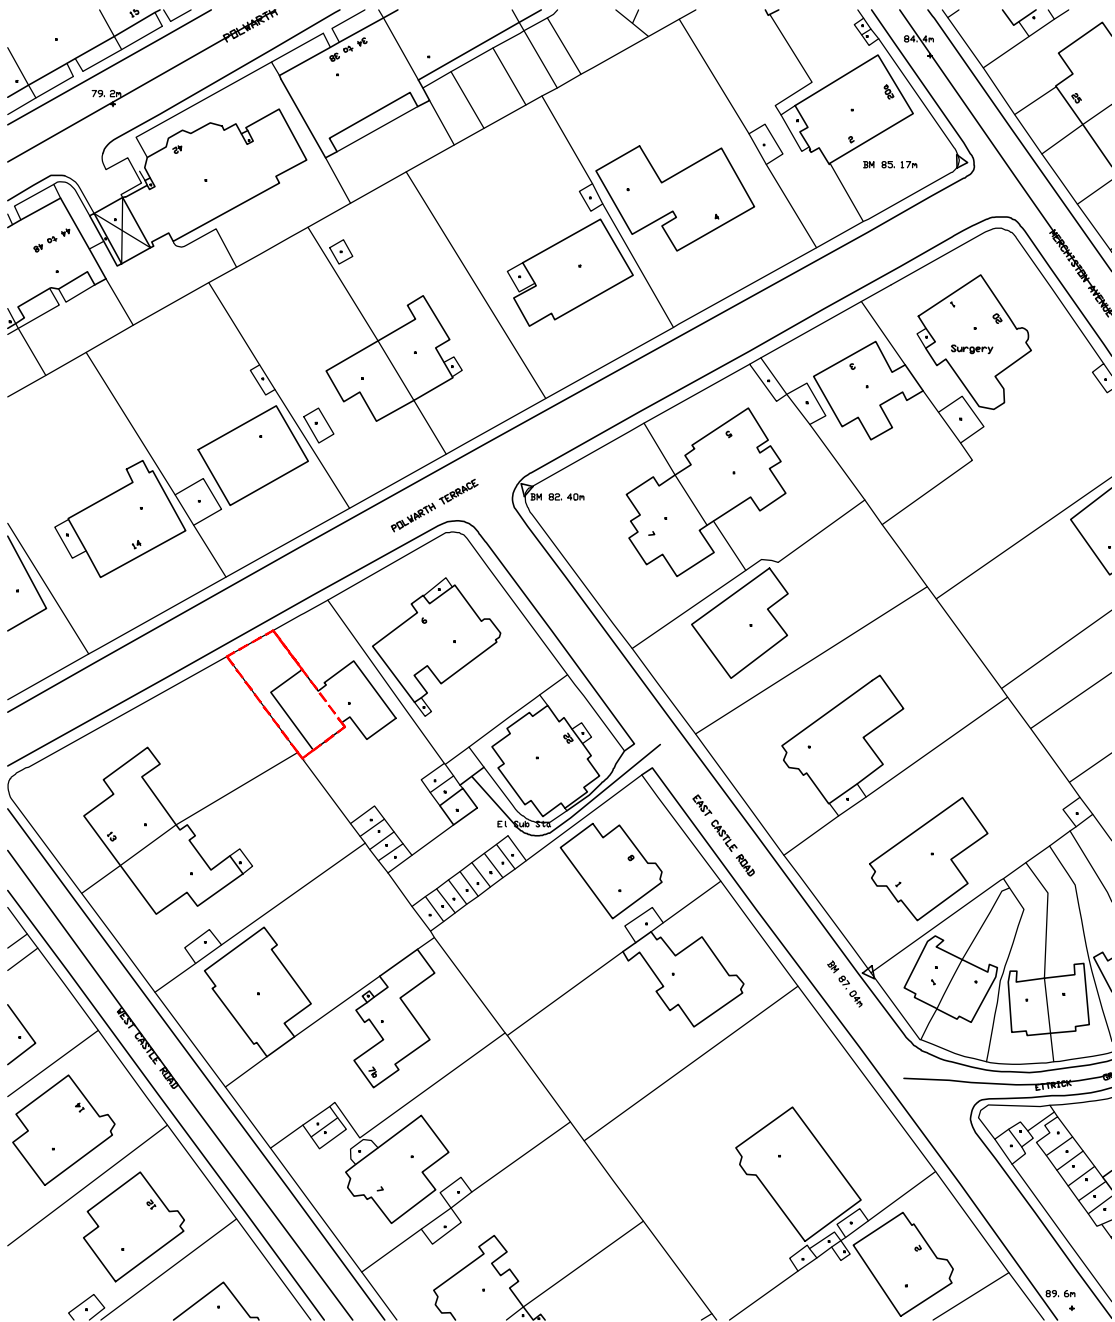 15
POLWARTH
34 to 38
84.4m
79.2m
25
20a
42
2
BM 85.17m
4
44 to 48
MERCHISTON AVENUE
1
20
Surgery
3
5
POLWARTH TERRACE
BM 82.40m
7
14
6
22
13
El Sub Sta
EAST CASTLE ROAD
8
1
BM 87.04m
1
WEST CASTLE ROAD
7b
ETTRICK GR
14
7
12
2
89.6m